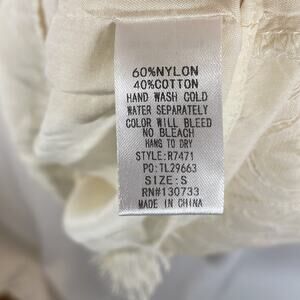 60%NYLON
40%COTTON
HAND WASH COLD
WATER SEPARATELY
COLOR WILL BLEED
NO BLEACH
HANG TO DRY
STYLE:R7471
PO:TL29663
SIZE:S
RN#130733
MADE IN CHINA